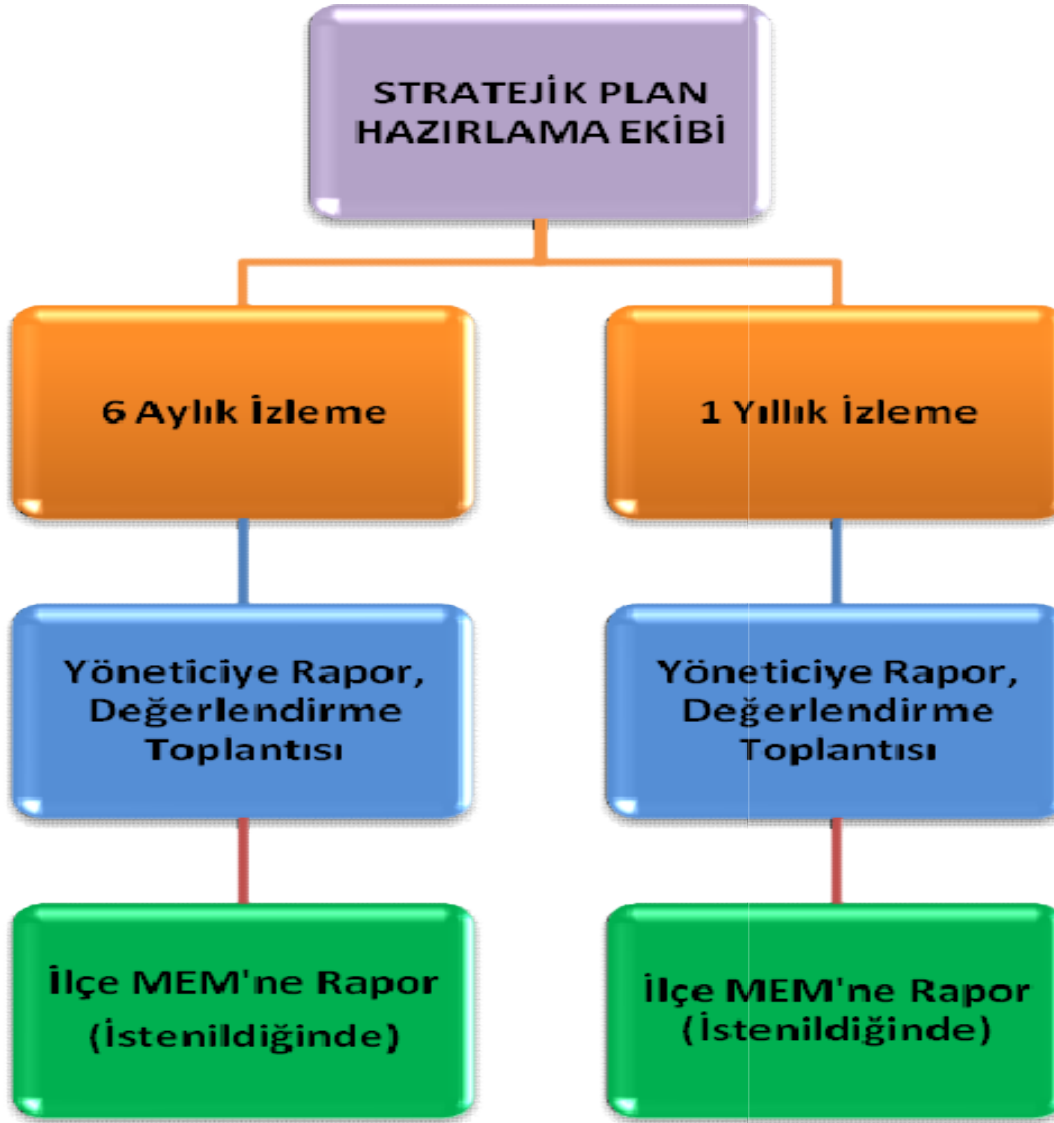 STRATEJİK PLAN
HAZIRLAMA EKİBİ
6 Aylık İzleme
1 Yıllık İzleme
Yöneticiye Rapor,
Değerlendirme
Toplantısı
Yöneticiye Rapor,
Değerlendirme
Toplantısı
İlçe MEM'ne Rapor
(İstenildiğinde)
İlçe MEM'ne Rapor
(İstenildiğinde)